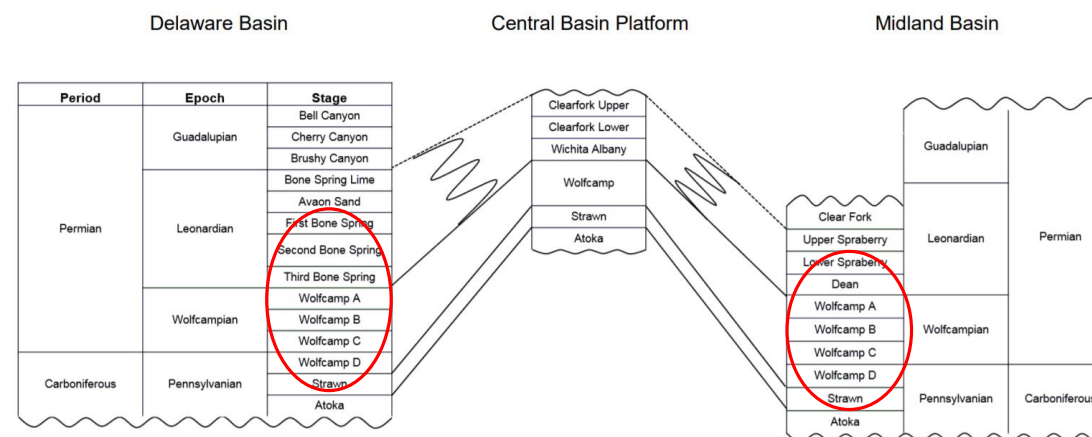 Delaware Basin
Central Basin Platform
Midland Basin
Period Epoch Stage
Permian
Carboniferous
Guadalupian
Leonardian
Wolfcampian
Pennsylvanian
Bell Canyon
Cherry Canyon
Brushy Canyon
Bone Spring Lime
Avaon Sand
First Bone Spring
Second Bone Spring
Third Bone Spring
Wolfcamp A
Wolfcamp B
Wolfcamp C
Wolfcamp D
Strawn
Atoka
Clearfork Upper
Clearfork Lower
Wichita Albany
Wolfcamp
Strawn
Atoka
Clear Fork
Upper Spraberry
Lower Spraberry
Dean
Wolfcamp A
Wolfcamp B
Wolfcamp C
Wolfcamp D
Strawn
Atoka
Guadalupian
Leonardian
Wolfcampian
Pennsylvanian
Permian
Carboniferous